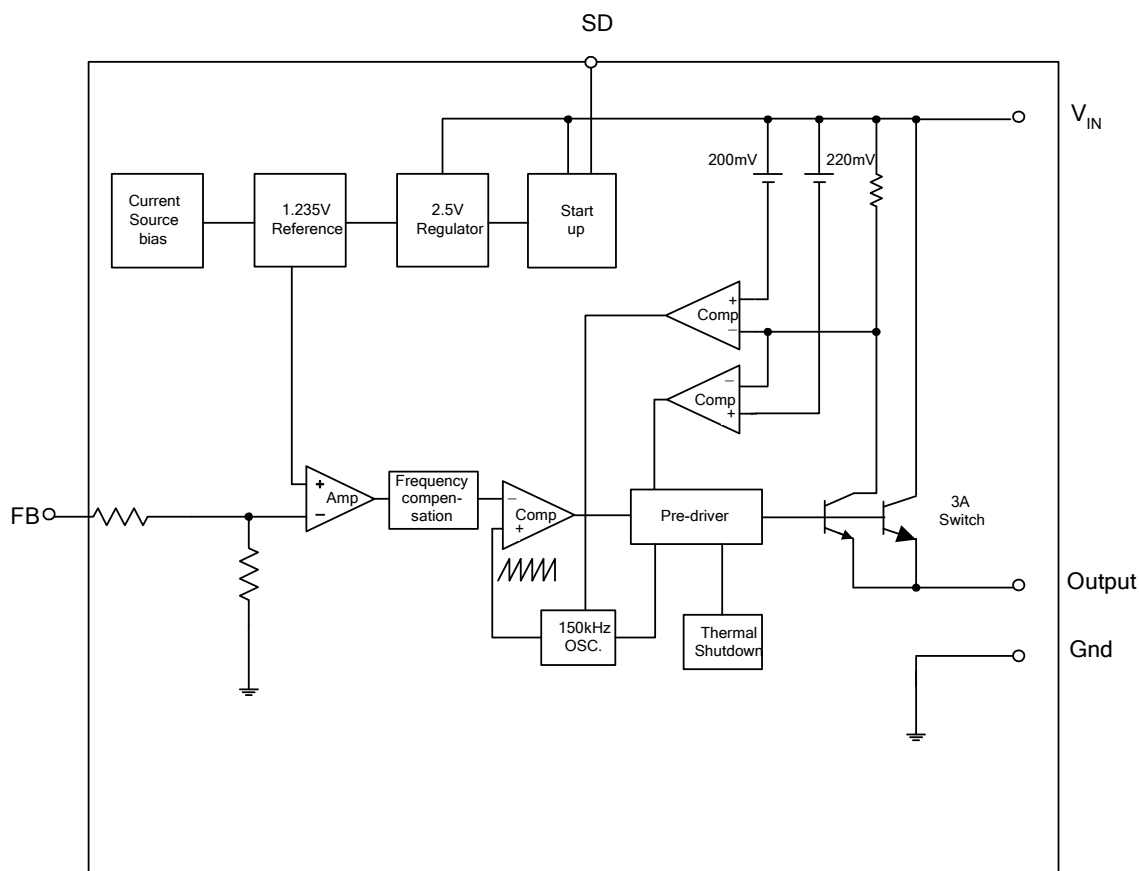 SD
V_IN
200mV
220mV
Current
Source
bias
1.235V
Reference
2.5V
Regulator
Start
up
+
Comp
−
−
Comp
+
FB
+
Amp
−
Frequency
compen-
sation
−
Comp
+
Pre-driver
3A
Switch
150kHz
OSC.
Thermal
Shutdown
Output
Gnd